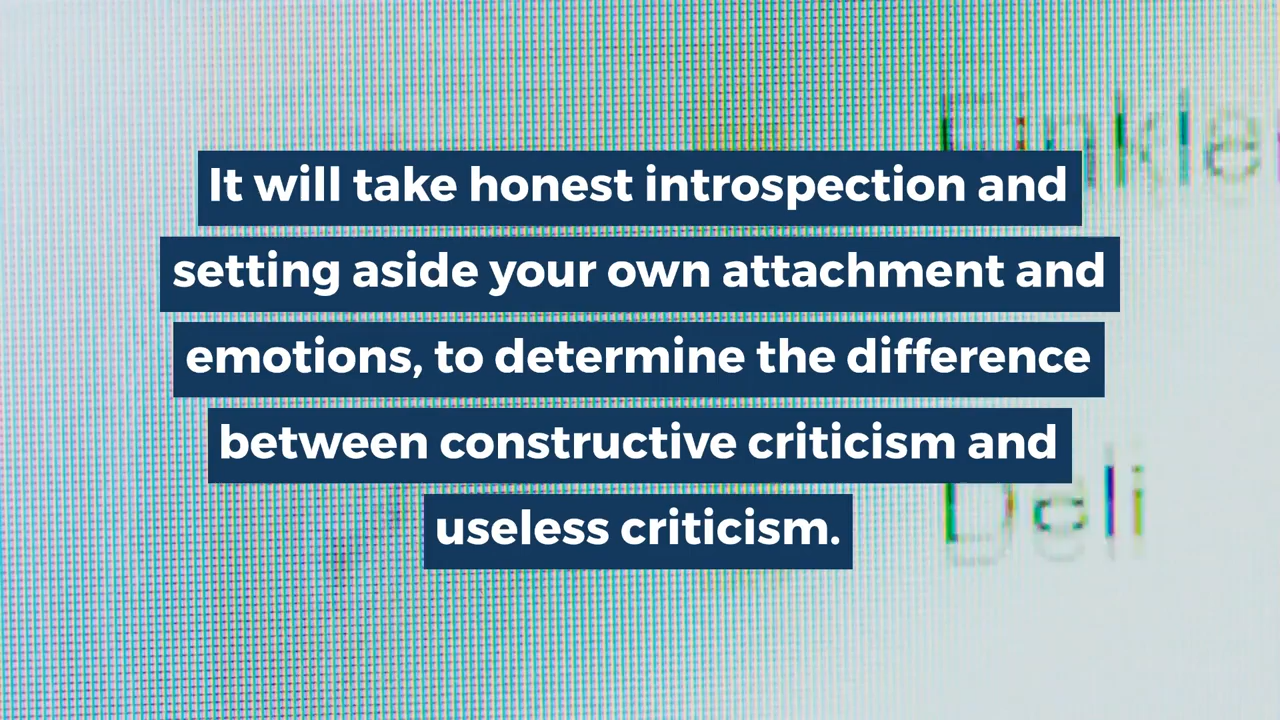 It will take honest introspection and
setting aside your own attachment and
emotions, to determine the difference
between constructive criticism and
useless criticism.
Deli